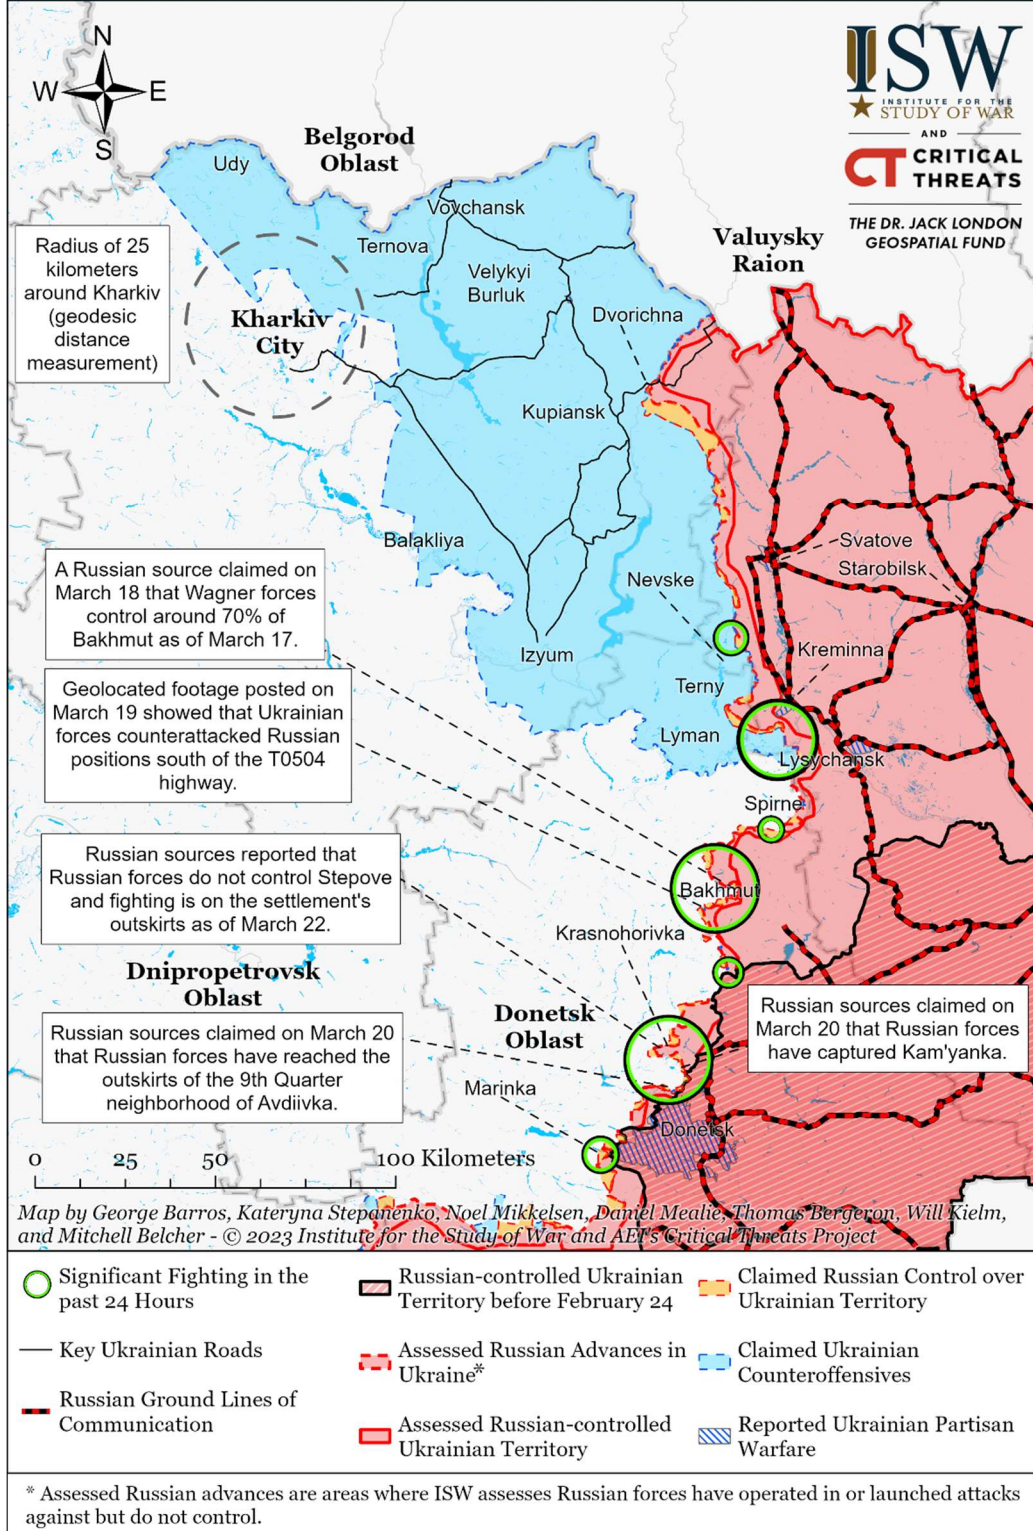 N
W E
S
ISW
INSTITUTE FOR THE
STUDY OF WAR
AND
CT CRITICAL
THREATS
THE DR. JACK LONDON
GEOSPATIAL FUND
Belgorod
Oblast
Udy
Vovchansk
Ternova
Velykyi
Burluk
Valuysky
Raion
Radius of 25
kilometers
around Kharkiv
(geodesic
distance
measurement)
Kharkiv
City
Dvorichna
Kupiansk
Balakliya
Svatove
Starobilsk
Nevske
A Russian source claimed on
March 18 that Wagner forces
control around 70% of
Bakhmut as of March 17.
Izyum
Kreminna
Terny
Geolocated footage posted on
March 19 showed that Ukrainian
forces counterattacked Russian
positions south of the T0504
highway.
Lyman
Lysychansk
Spirne
Russian sources reported that
Russian forces do not control Stepove
and fighting is on the settlement's
outskirts as of March 22.
Bakhmut
Krasnohorivka
Dnipropetrovsk
Oblast
Donetsk
Oblast
Russian sources claimed on
March 20 that Russian forces
have captured Kam'yanka.
Russian sources claimed on March 20
that Russian forces have reached the
outskirts of the 9th Quarter
neighborhood of Avdiivka.
Marinka
Donetsk
0 25 50 100 Kilometers
Map by George Barros, Kateryna Stepanenko, Noel Mikkelsen, Daniel Mealie, Thomas Bergeron, Will Kielm,
and Mitchell Belcher - © 2023 Institute for the Study of War and AEI's Critical Threats Project
Significant Fighting in the
past 24 Hours
Key Ukrainian Roads
Russian Ground Lines of
Communication
Russian-controlled Ukrainian
Territory before February 24
Assessed Russian Advances in
Ukraine*
Assessed Russian-controlled
Ukrainian Territory
Claimed Russian Control over
Ukrainian Territory
Claimed Ukrainian
Counteroffensives
Reported Ukrainian Partisan
Warfare
* Assessed Russian advances are areas where ISW assesses Russian forces have operated in or launched attacks
against but do not control.